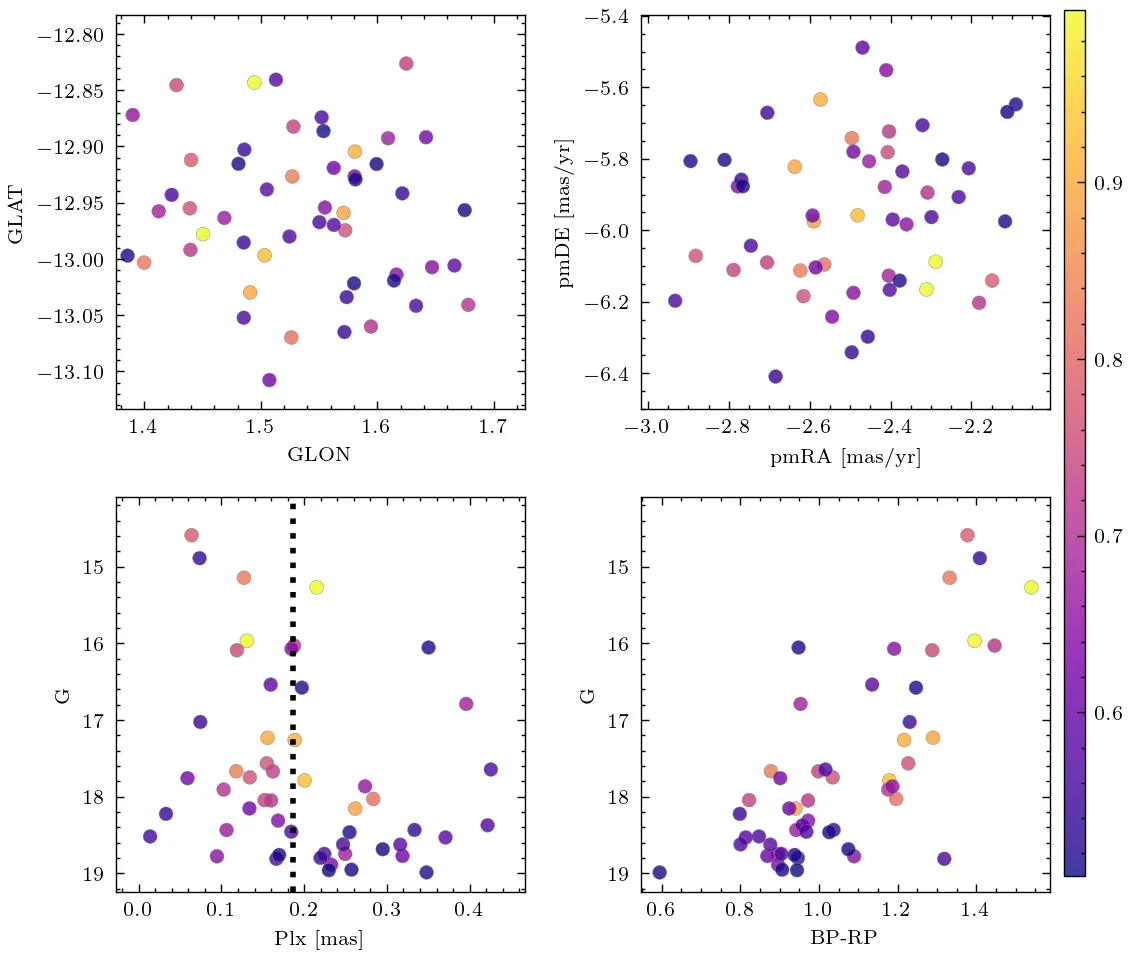 −12.80
−12.85
−12.90
−12.95
−13.00
−13.05
−13.10
GLAT
1.4 1.5 1.6 1.7
GLON
−5.4
−5.6
−5.8
−6.0
−6.2
−6.4
pmDE [mas/yr]
−3.0 −2.8 −2.6 −2.4 −2.2
pmRA [mas/yr]
0.9
0.8
0.7
0.6
15
16
17
18
19
G
0.0 0.1 0.2 0.3 0.4
Plx [mas]
15
16
17
18
19
G
0.6 0.8 1.0 1.2 1.4
BP-RP